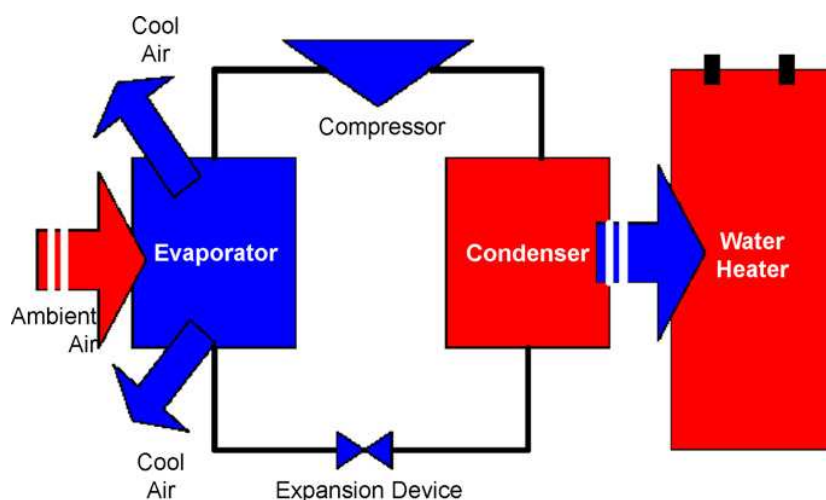 Cool
Air
Compressor
Evaporator
Condenser
Water
Heater
Ambient
Air
Cool
Air
Expansion Device